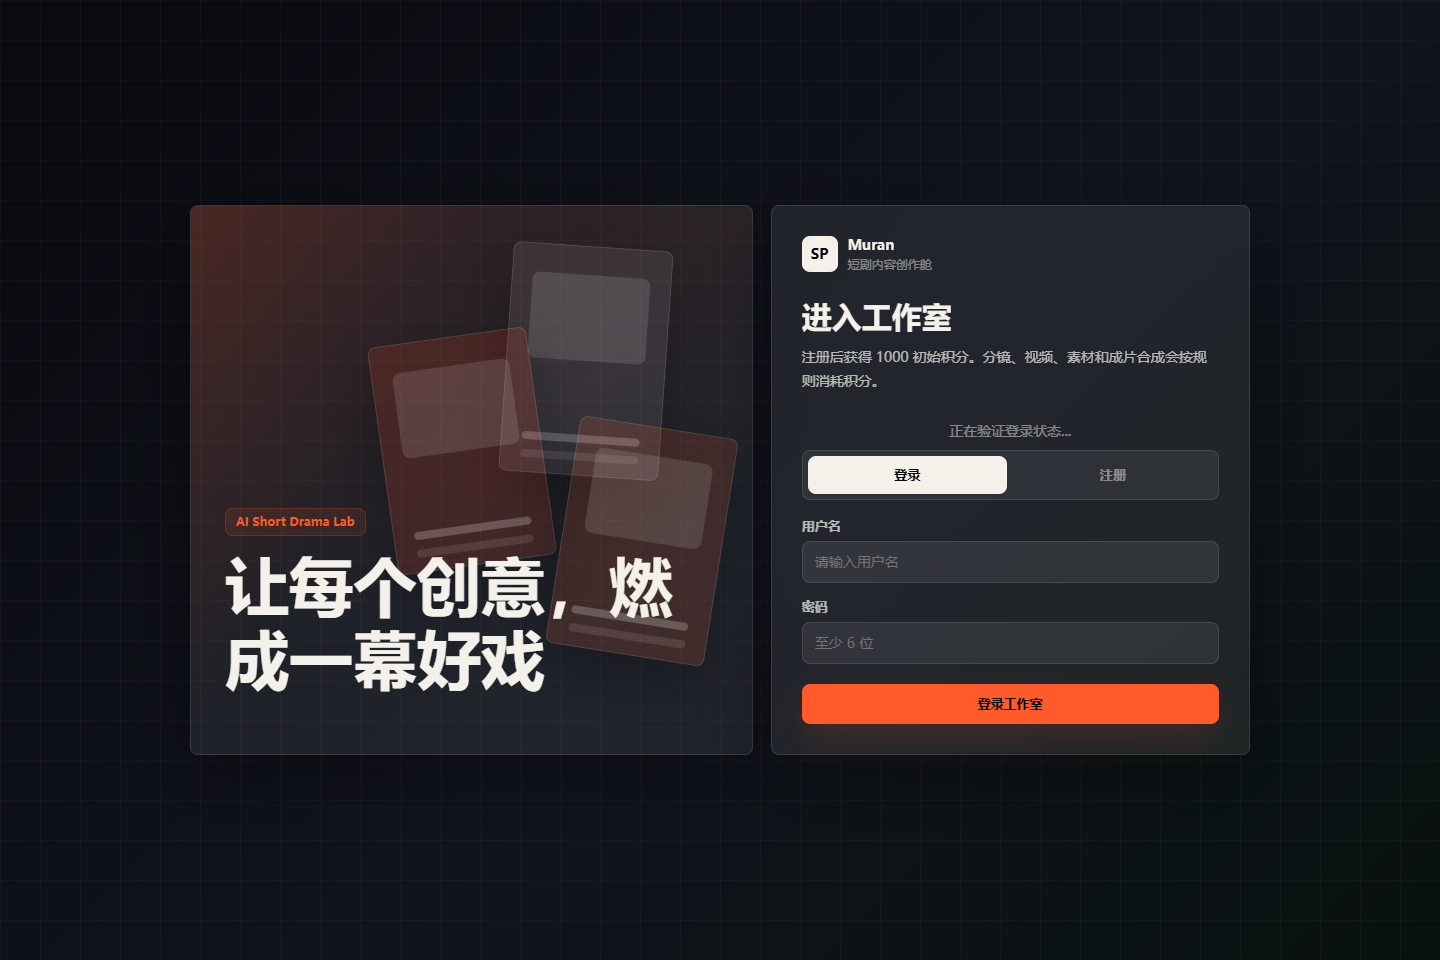 AI Short Drama Lab
让每个创意，燃
成一幕好戏
SP
Muran
短剧内容创作舱
进入工作室
注册后获得 1000 初始积分。分镜、视频、素材和成片合成会按规
则消耗积分。
正在验证登录状态...
登录
注册
用户名
请输入用户名
密码
至少 6 位
登录工作室